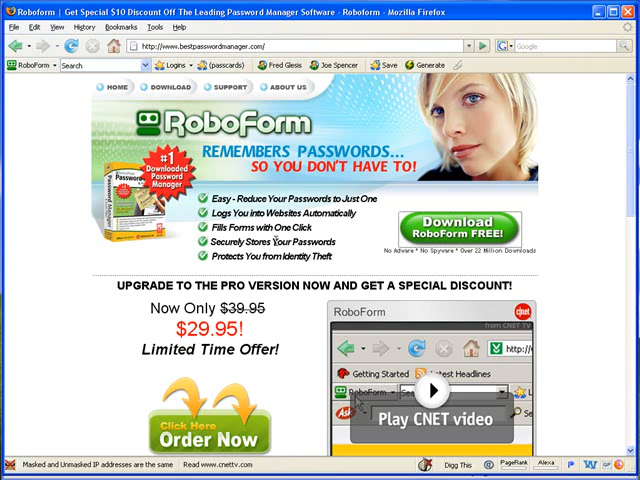 Roboform | Get Special $10 Discount Off The Leading Password Manager Software - Roboform - Mozilla Firefox
File Edit View History Bookmarks Tools Help
http://www.bestpasswordmanager.com/
Google
RoboForm Search Logins (passcards) Fred Glesis Joe Spencer Save Generate
HOME DOWNLOAD SUPPORT ABOUT US
RoboForm
REMEMBERS PASSWORDS...
SO YOU DON'T HAVE TO!
#1
Downloaded
Password
Manager
Easy - Reduce Your Passwords to Just One
Logs You into Websites Automatically
Fills Forms with One Click
Securely Stores Your Passwords
Protects You from Identity Theft
Download
RoboForm FREE!
No Adware * No Spyware * Over 22 Million Downloads
UPGRADE TO THE PRO VERSION NOW AND GET A SPECIAL DISCOUNT!
Now Only $39.95
$29.95!
Limited Time Offer!
Click Here
Order Now
RoboForm
cnet
from CNET TV
http://
Getting Started Latest Headlines
RoboForm Sea
Ask
Play CNET video
Masked and Unmasked IP addresses are the same Read www.cnettv.com Digg This PageRank Alexa